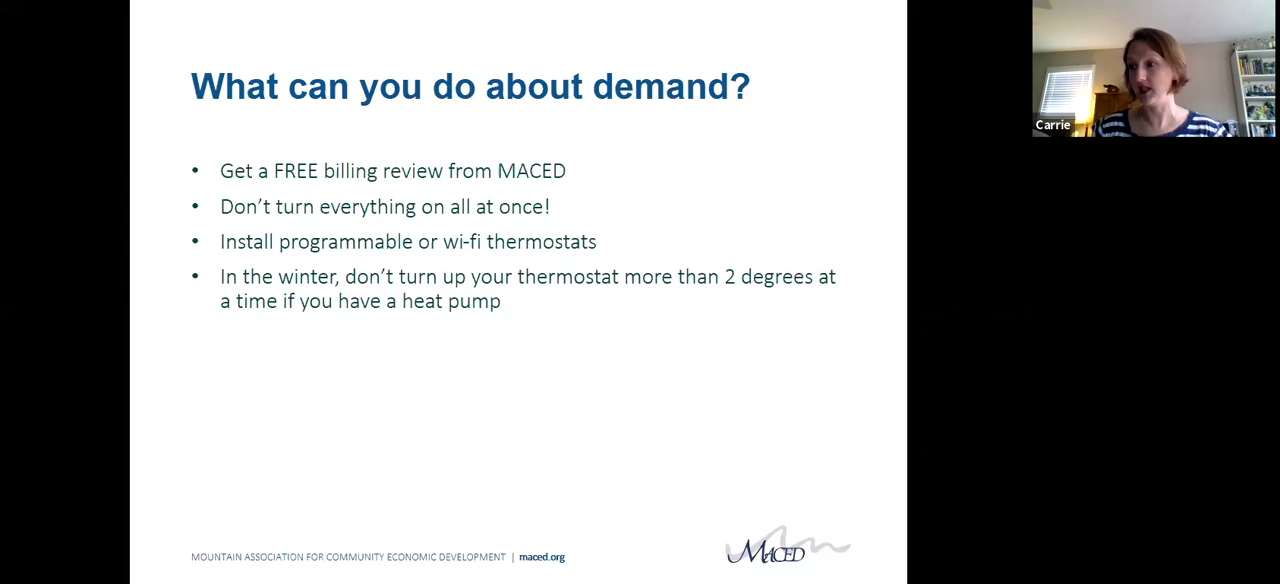 What can you do about demand?
Carrie
• Get a FREE billing review from MACED
• Don't turn everything on all at once!
• Install programmable or wi-fi thermostats
• In the winter, don't turn up your thermostat more than 2 degrees at
a time if you have a heat pump
MOUNTAIN ASSOCIATION FOR COMMUNITY ECONOMIC DEVELOPMENT | maced.org
MACED